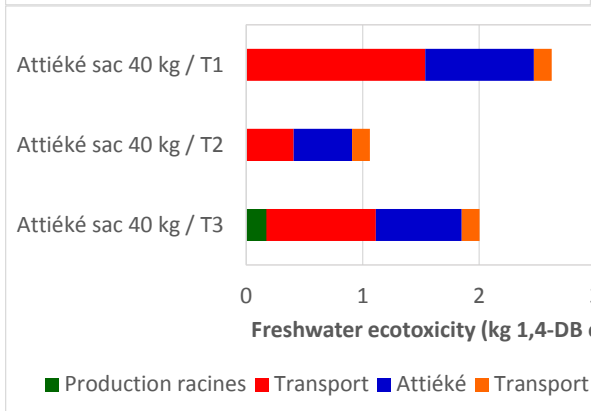 Attiéké sac 40 kg / T1
Attiéké sac 40 kg / T2
Attiéké sac 40 kg / T3
0 1 2
Freshwater ecotoxicity (kg 1,4-DB
Production racines Transport Attiéké Transport